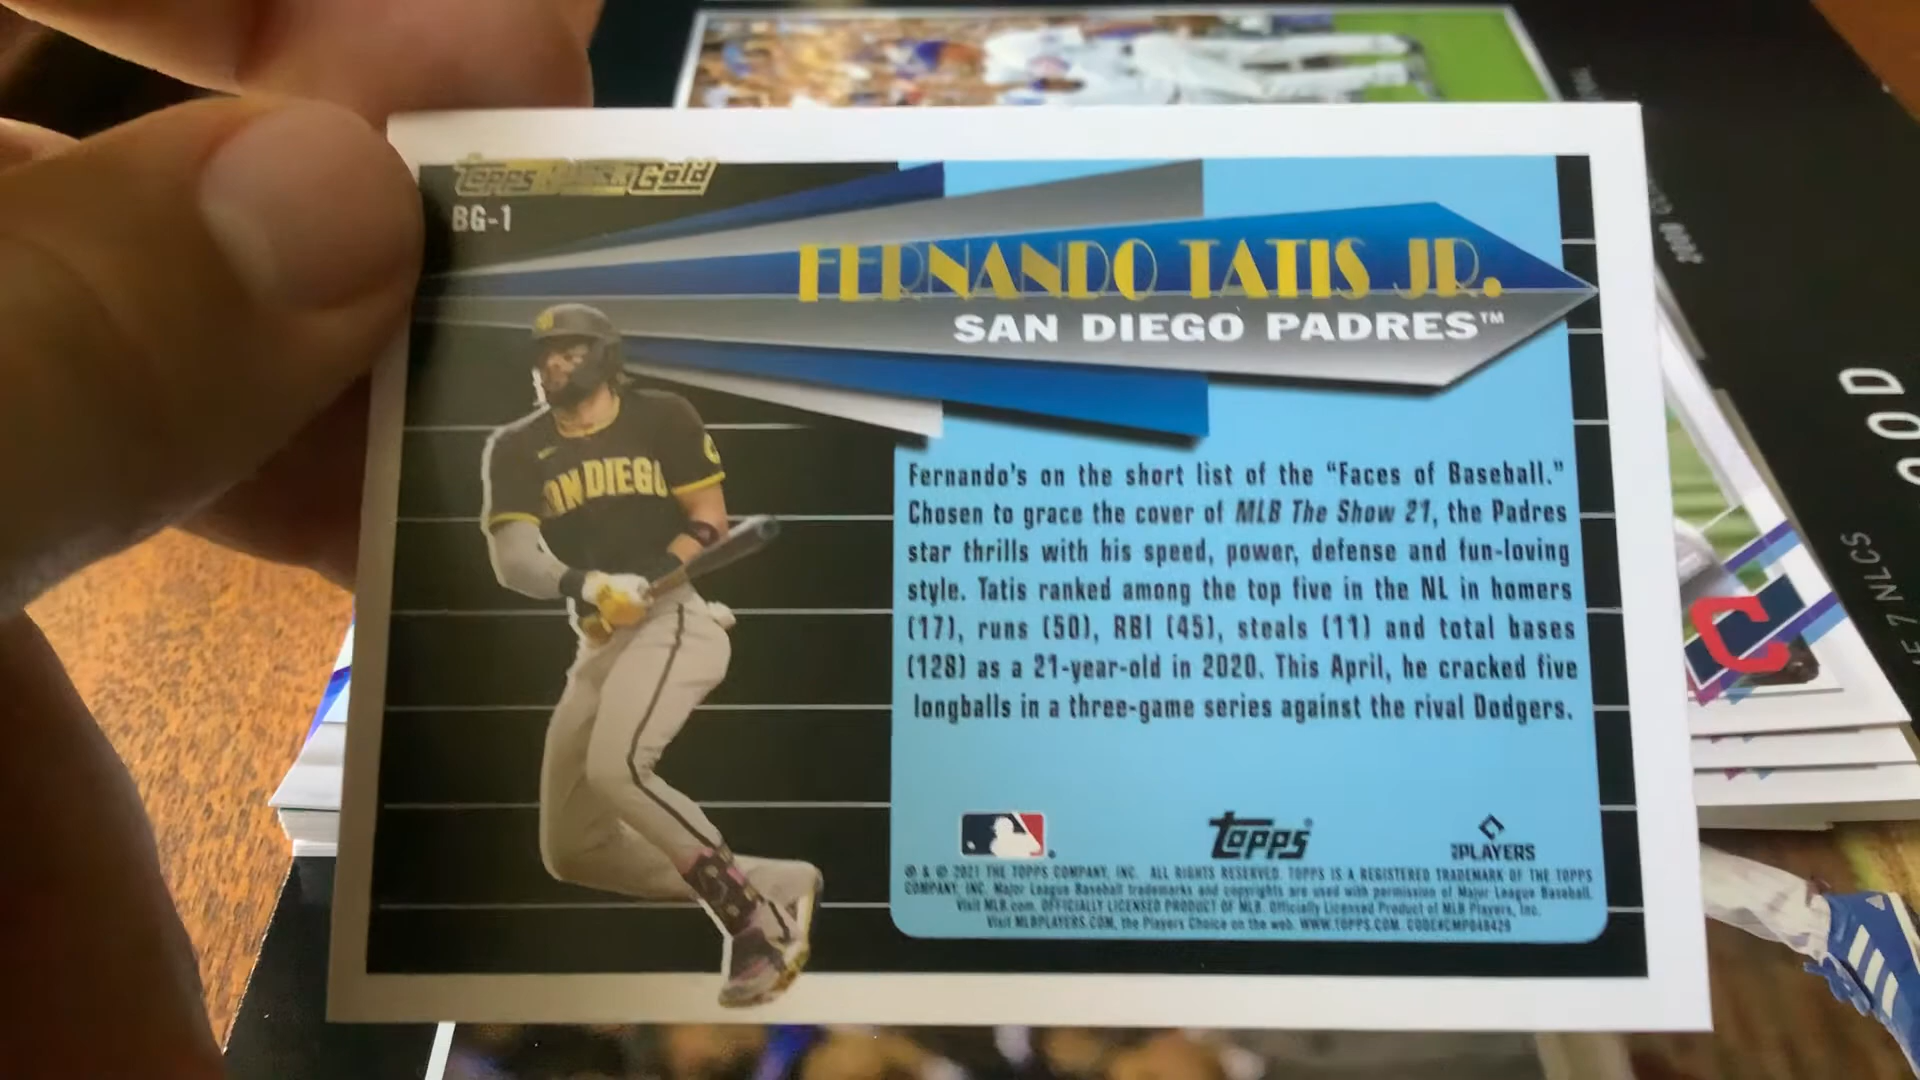 Topps Black Gold
BG-1
FERNANDO TATIS JR.
SAN DIEGO PADRES™
SAN DIEGO
Fernando's on the short list of the “Faces of Baseball.”
Chosen to grace the cover of MLB The Show 21, the Padres
star thrills with his speed, power, defense and fun-loving
style. Tatis ranked among the top five in the NL in homers
(17), runs (50), RBI (45), steals (11) and total bases
(128) as a 21-year-old in 2020. This April, he cracked five
longballs in a three-game series against the rival Dodgers.
Topps®
PLAYERS
® & © 2021 THE TOPPS COMPANY, INC. ALL RIGHTS RESERVED. TOPPS IS A REGISTERED TRADEMARK OF THE TOPPS
COMPANY, INC. Major League Baseball trademarks and copyrights are used with permission of Major League Baseball.
Visit MLB.com. OFFICIALLY LICENSED PRODUCT OF MLB. Officially Licensed Product of MLB Players, Inc.
Visit MLBPLAYERS.COM, the Players Choice on the web. WWW.TOPPS.COM. CODE#CMP048429
7 NLCS
C